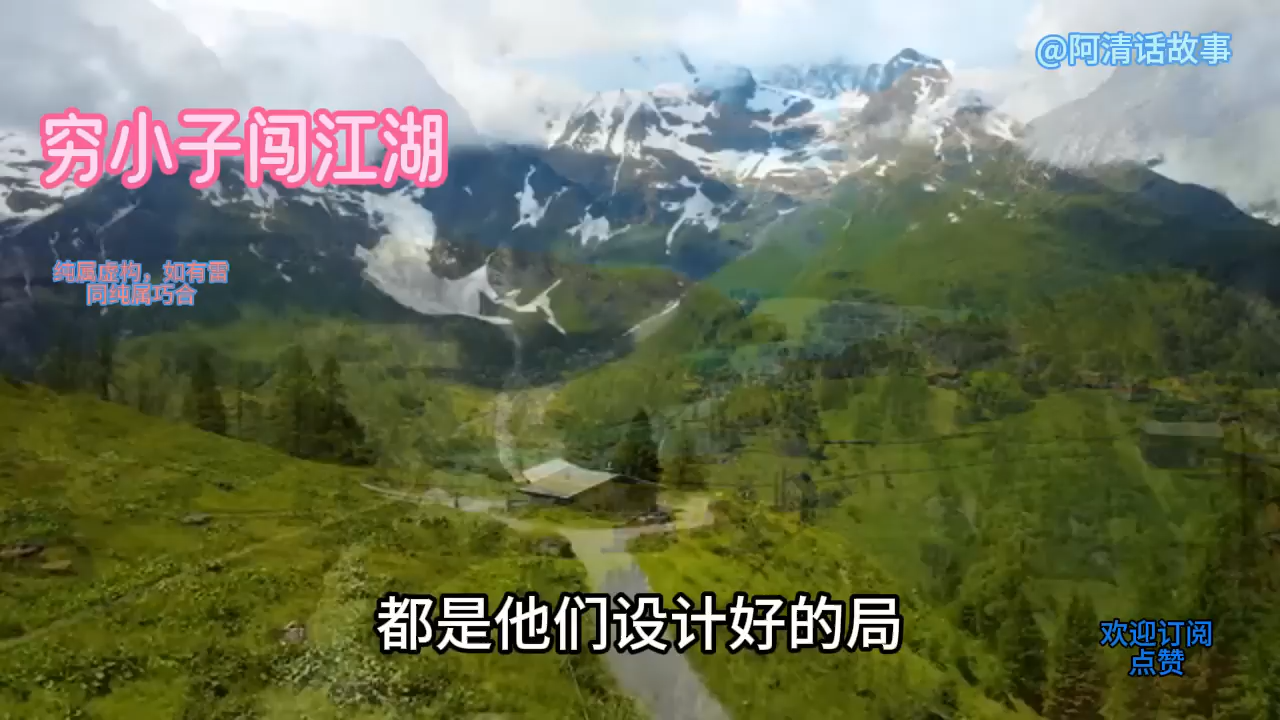 @阿清话故事
穷小子闯江湖
纯属虚构，如有雷
同纯属巧合
都是他们设计好的局
欢迎订阅
点赞